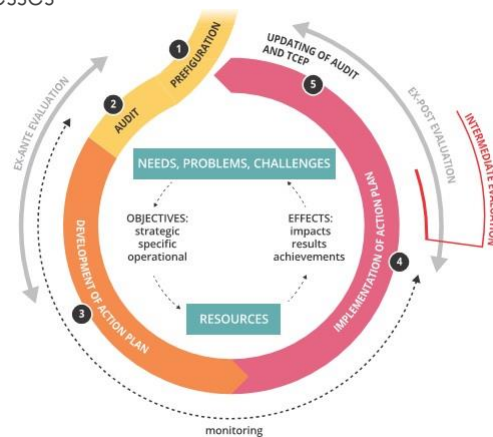 1
PREFIGURATION
2
AUDIT
UPDATING OF AUDIT
AND TCEP
5
EX-ANTE EVALUATION
EX-POST EVALUATION
NEEDS, PROBLEMS, CHALLENGES
OBJECTIVES:
strategic
specific
operational
EFFECTS:
impacts
results
achievements
RESOURCES
DEVELOPMENT OF ACTION PLAN
3
IMPLEMENTATION OF ACTION PLAN
4
monitoring
INTERMEDIATE